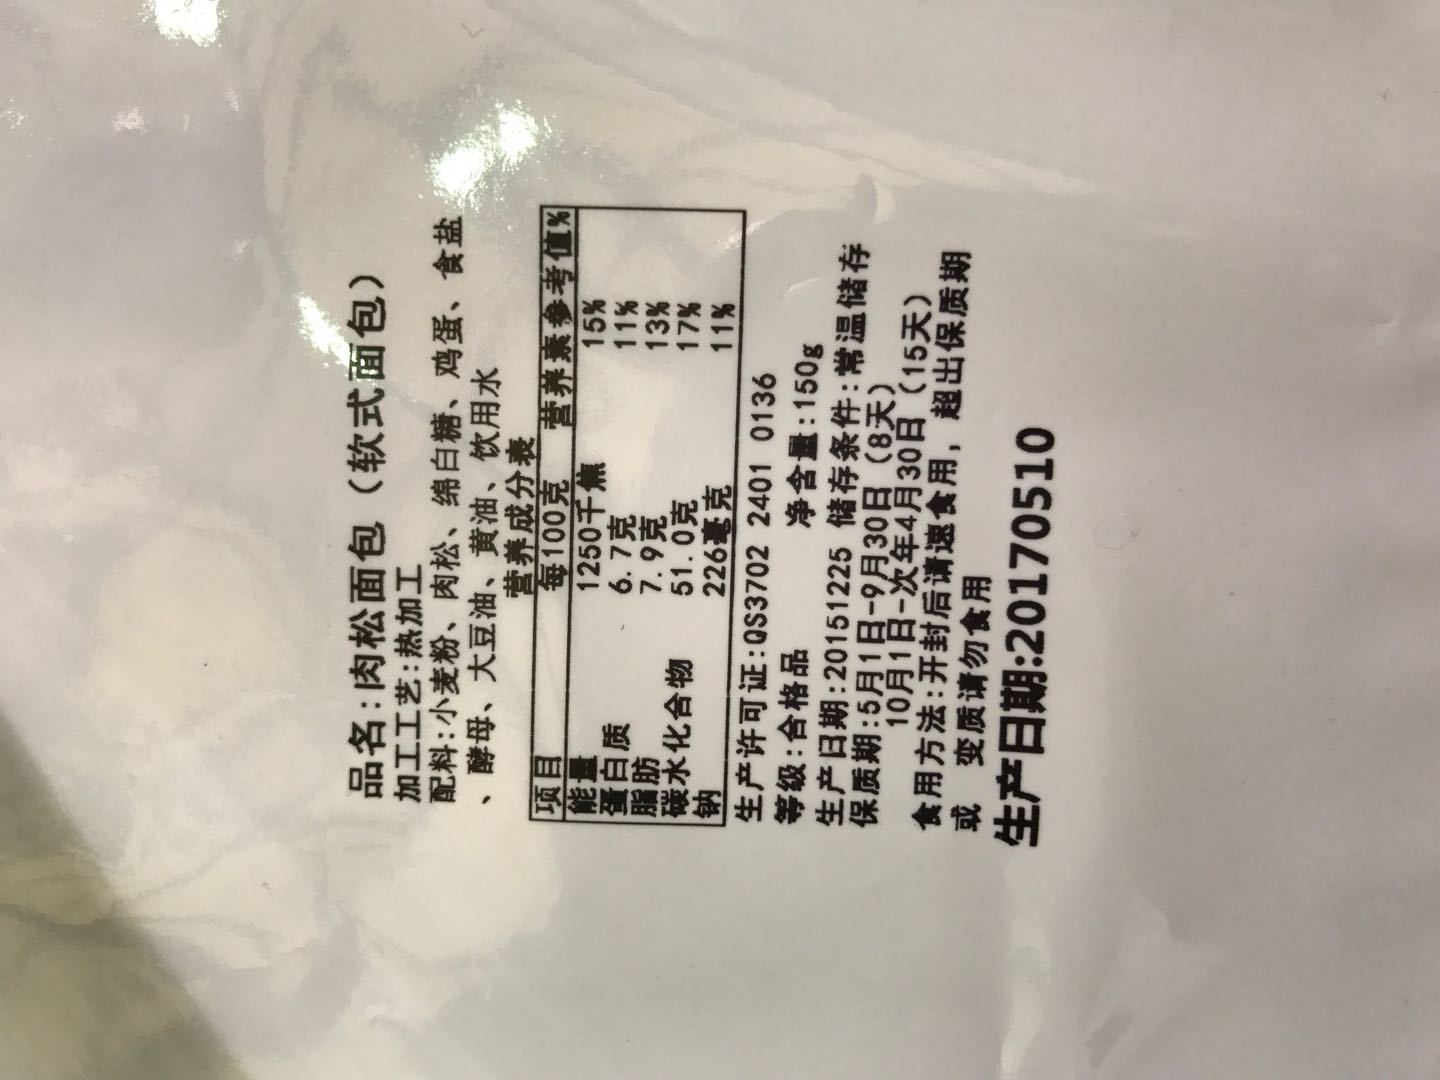 品名:肉松面包（软式面包）
加工工艺:热加工
配料:小麦粉、肉松、绵白糖、鸡蛋、食盐
、酵母、大豆油、黄油、饮用水
营养成分表
项目 每100克 营养素参考值%
能量 1250千焦 15%
蛋白质 6.7克 11%
脂肪 7.9克 13%
碳水化合物 51.0克 17%
钠 226毫克 11%
生产许可证:QS3702 2401 0136
等级:合格品 净含量:150g
生产日期:20151225 储存条件:常温储存
保质期:5月1日-9月30日（8天）
10月1日-次年4月30日（15天）
食用方法:开封后请速食用，超出保质期
或 变质请勿食用
生产日期:20170510